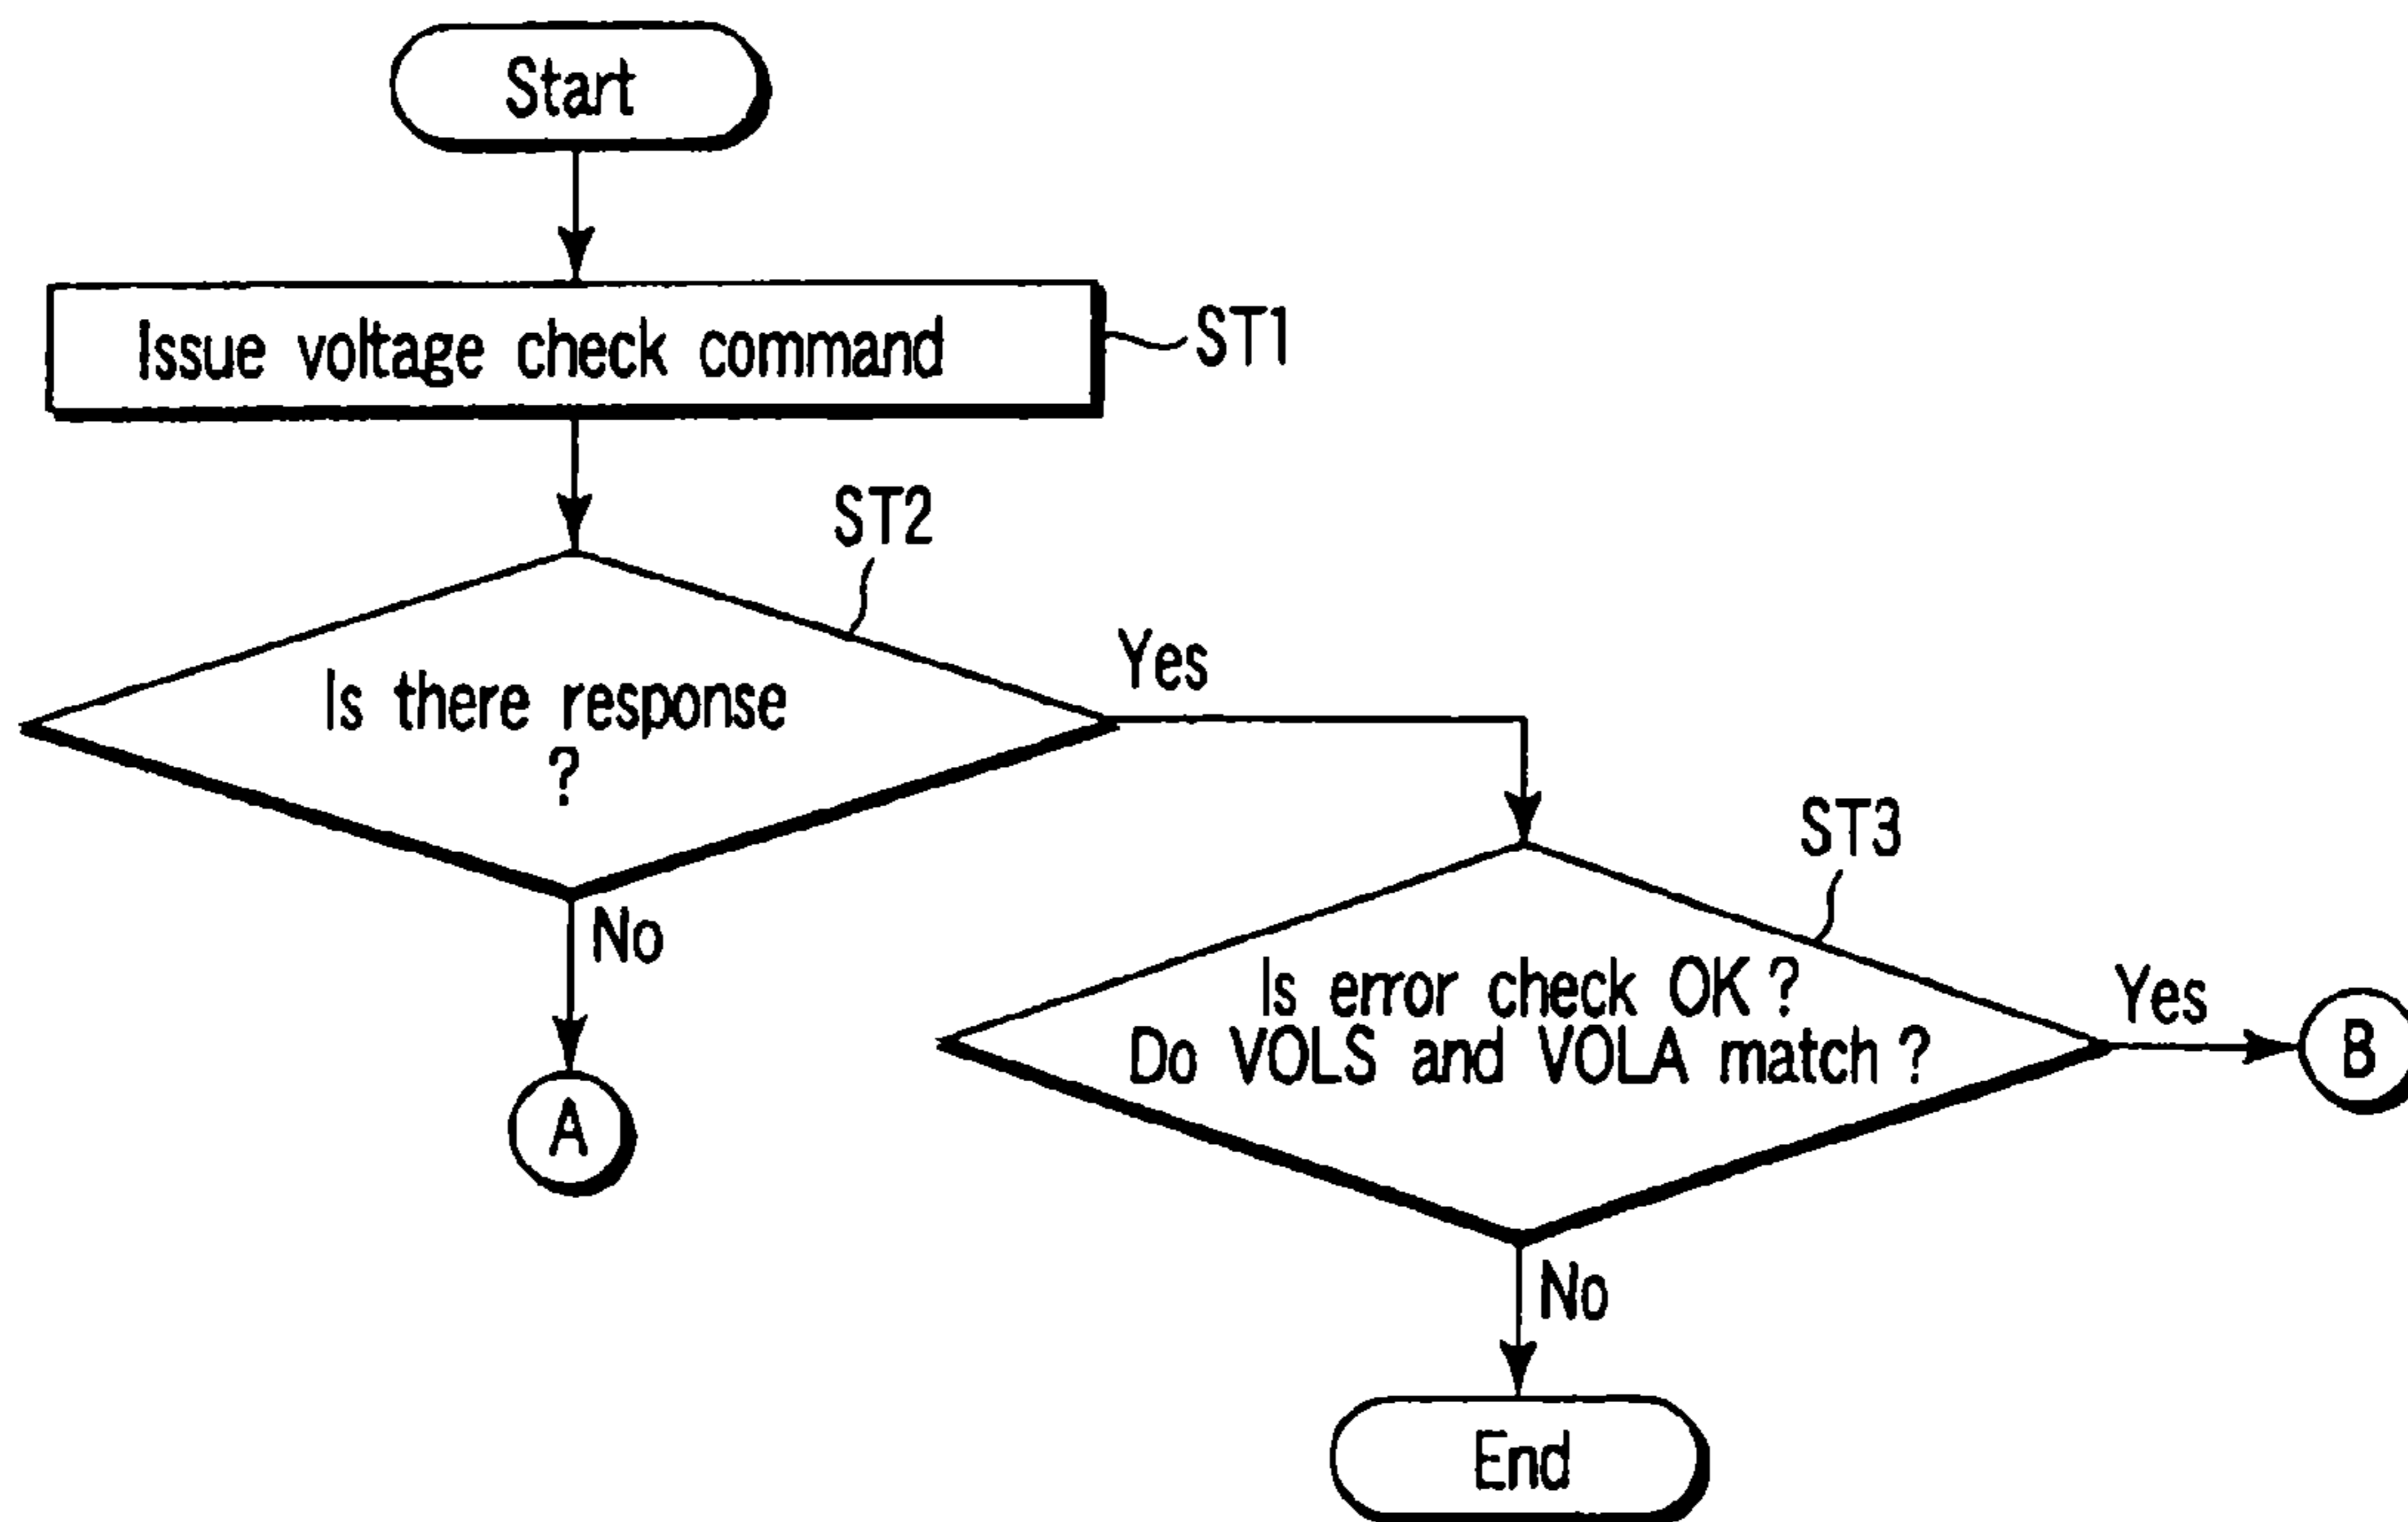 Start
Issue voltage check command
ST1
ST2
Is there response
?
Yes
No
A
ST3
Is error check OK ?
Do VOLS and VOLA match ?
Yes
B
No
End